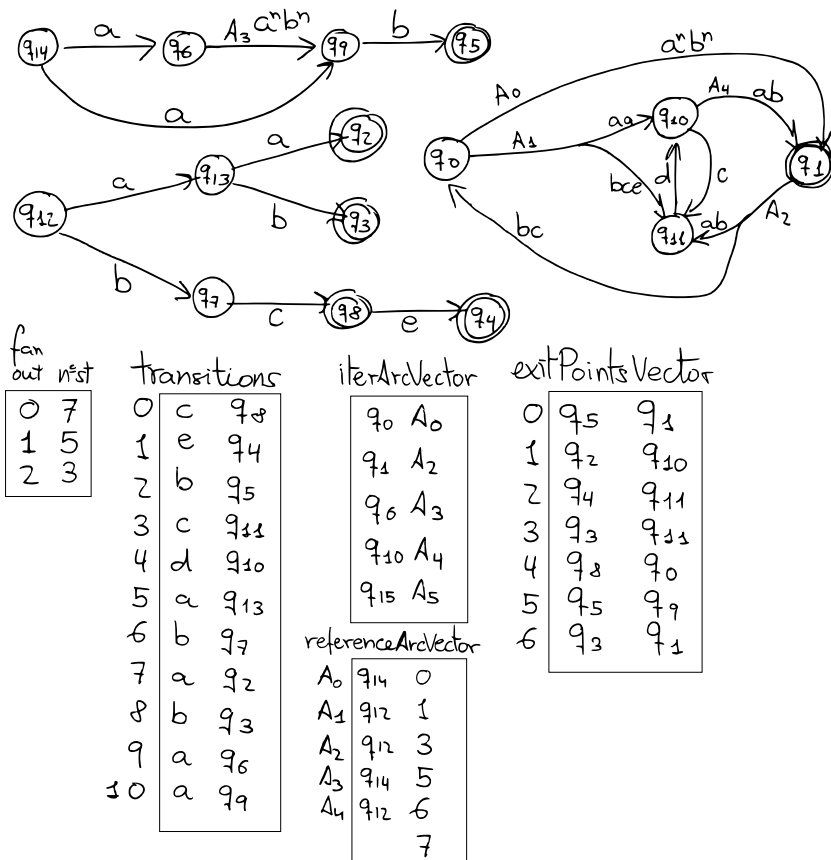 q14 a q6 A3 aⁿbⁿ q9 b q5
a
aⁿbⁿ
A0 A4 ab
q0 A1 aa q10 q1
bce d c
q11 ab A2
bc
a q2
q12 a q13 b q3
b q7 c q8 e q4
fan out n°st
0 7
1 5
2 3
transitions
0 c q8
1 e q4
2 b q5
3 c q11
4 d q10
5 a q13
6 b q7
7 a q2
8 b q3
9 a q6
10 a q9
iterArcVector
q0 A0
q1 A2
q6 A3
q10 A4
q15 A5
referenceArcVector
A0 q14 0
A1 q12 1
A2 q12 3
A3 q14 5
A4 q12 6
7
exitPointsVector
0 q5 q1
1 q2 q10
2 q4 q11
3 q3 q11
4 q8 q0
5 q5 q9
6 q3 q1